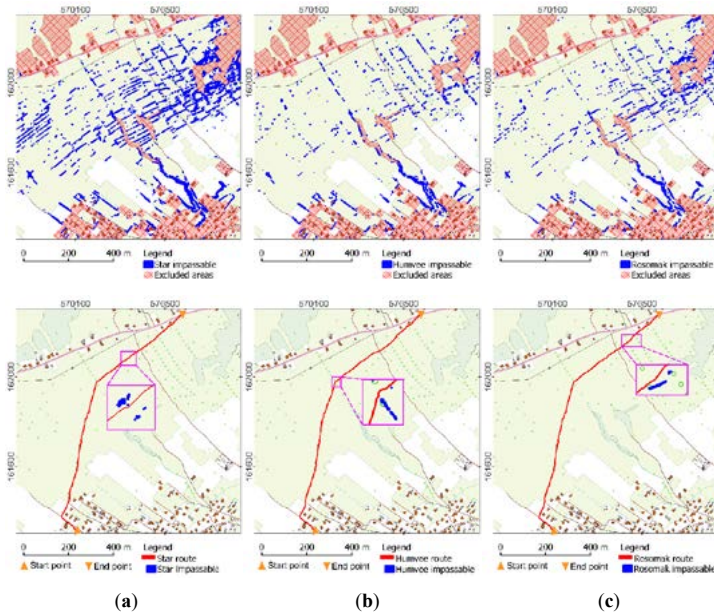 570100 570500
570100 570500
570100 570500
162000
161600
162000
161600
162000
161600
0 200 400 m
Legend
Star impassable
Excluded areas
0 200 400 m
Legend
Humvee impassable
Excluded areas
0 200 400 m
Legend
Rosomak impassable
Excluded areas
570100 570500
570100 570500
570100 570500
162000
161600
162000
161600
162000
161600
0 200 400 m
Legend
Star route
Start point
End point
Star impassable
0 200 400 m
Legend
Humvee route
Start point
End point
Humvee impassable
0 200 400 m
Legend
Rosomak route
Start point
End point
Rosomak impassable
(a) (b) (c)